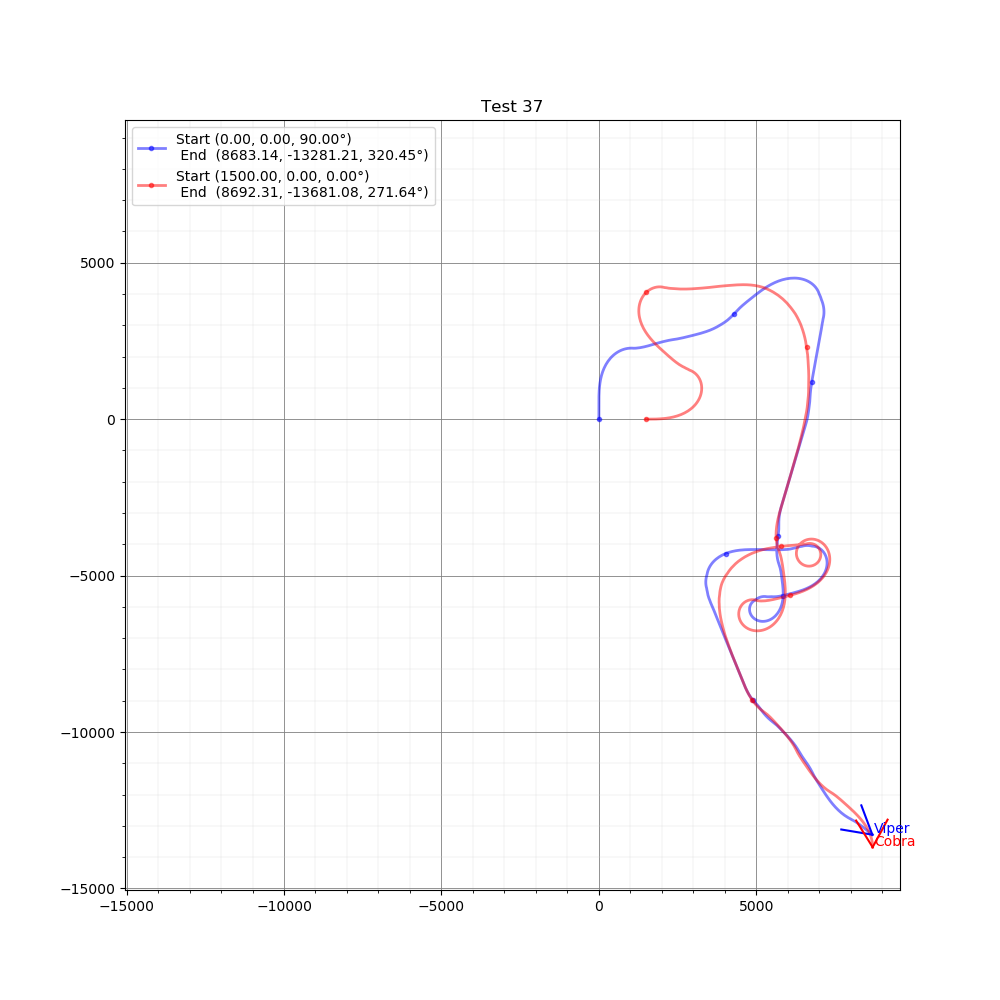 Test 37
Start (0.00, 0.00, 90.00°)
End  (8683.14, -13281.21, 320.45°)
Start (1500.00, 0.00, 0.00°)
End  (8692.31, -13681.08, 271.64°)
5000
0
−5000
−10000
−15000
Viper
Cobra
−15000
−10000
−5000
0
5000